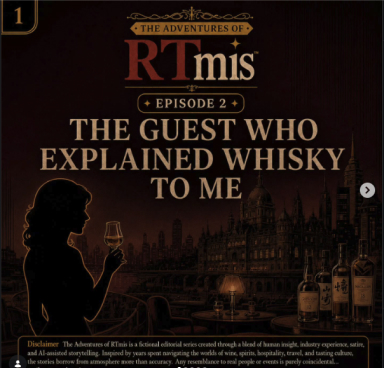 1
THE ADVENTURES OF
RTmis™
EPISODE 2
THE GUEST WHO
EXPLAINED WHISKY
TO ME
Disclaimer The Adventures of RTmis is a fictional editorial series created through a blend of human insight, industry experience, satire,
and AI-assisted storytelling. Inspired by years spent navigating the worlds of wine, spirits, hospitality, travel, and tasting culture,
the stories borrow from atmosphere more than accuracy. Any resemblance to real people or events is purely coincidental...